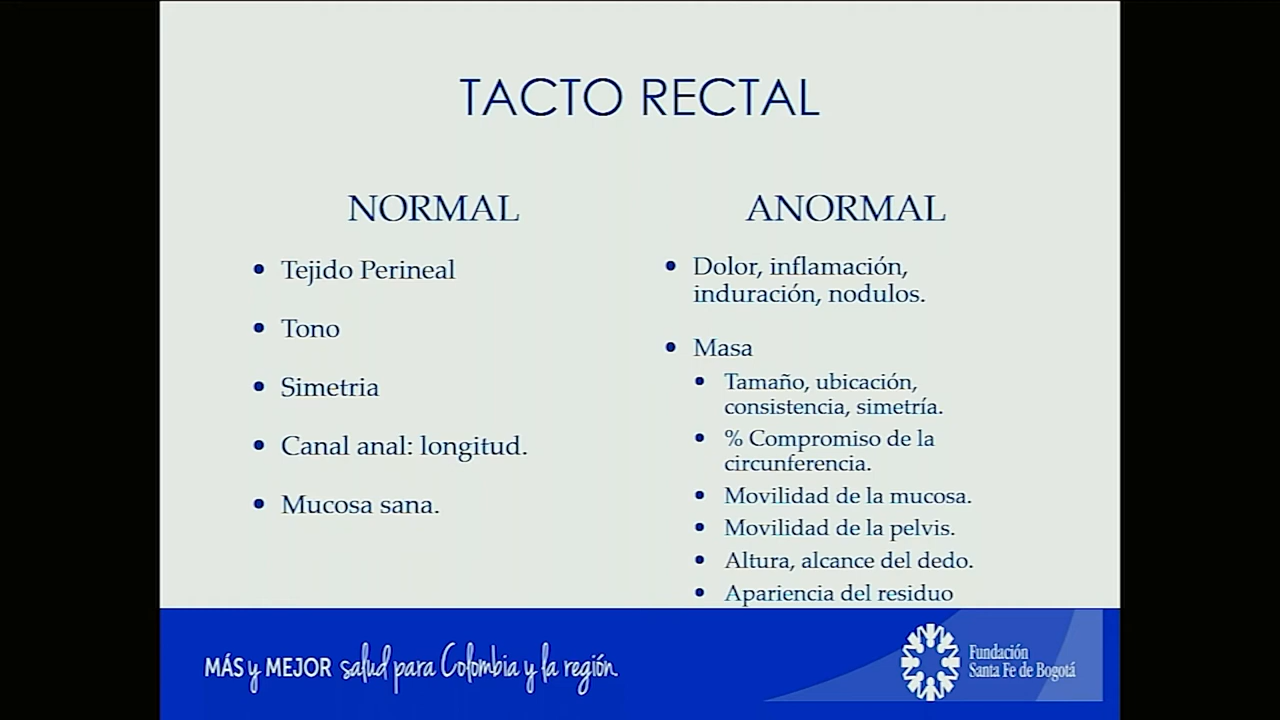 TACTO RECTAL
NORMAL
• Tejido Perineal
• Tono
• Simetria
• Canal anal: longitud.
• Mucosa sana.
ANORMAL
• Dolor, inflamación,
induración, nodulos.
• Masa
• Tamaño, ubicación,
consistencia, simetría.
• % Compromiso de la
circunferencia.
• Movilidad de la mucosa.
• Movilidad de la pelvis.
• Altura, alcance del dedo.
• Apariencia del residuo
MÁS y MEJOR salud para Colombia y la región.
Fundación
Santa Fe de Bogotá